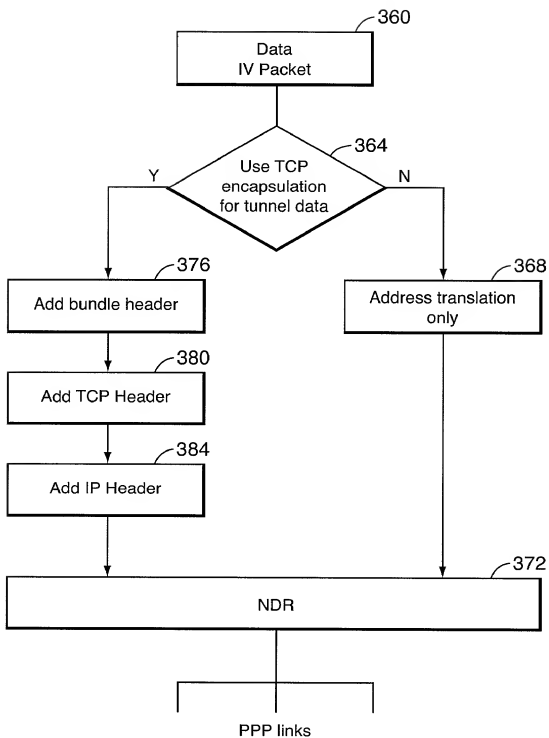 360
Data
IV Packet
364
Use TCP
encapsulation
for tunnel data
Y
N
376
Add bundle header
368
Address translation
only
380
Add TCP Header
384
Add IP Header
372
NDR
PPP links